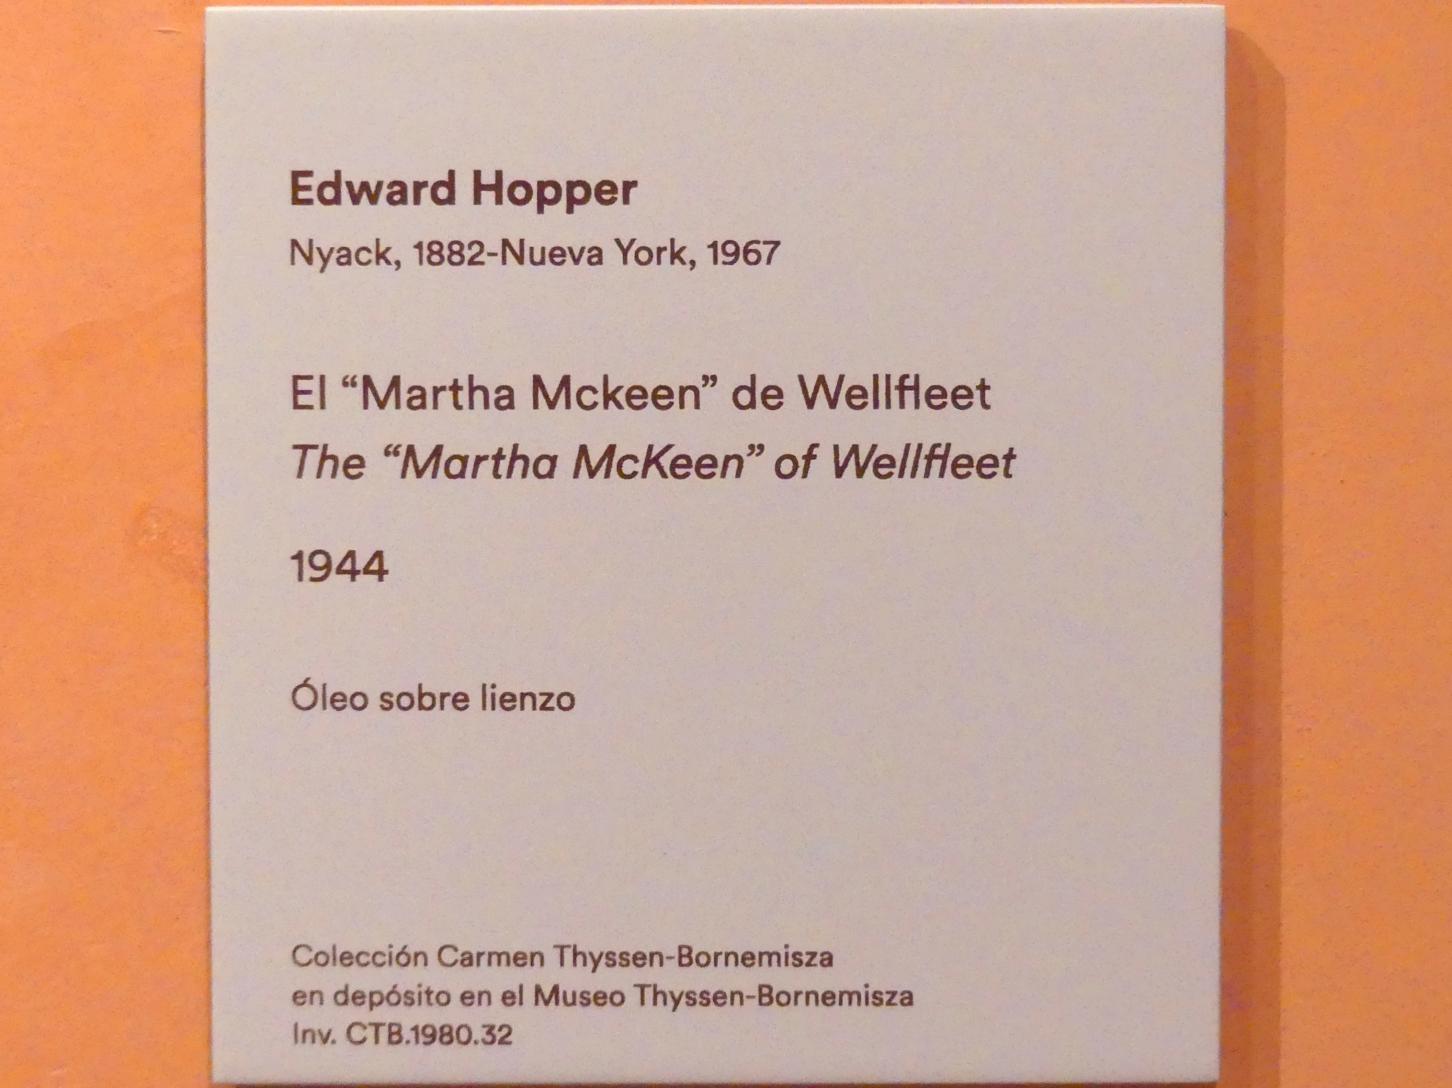 Edward Hopper
Nyack, 1882-Nueva York, 1967
El “Martha Mckeen” de Wellfleet
The “Martha McKeen” of Wellfleet
1944
Óleo sobre lienzo
Colección Carmen Thyssen-Bornemisza
en depósito en el Museo Thyssen-Bornemisza
Inv. CTB.1980.32